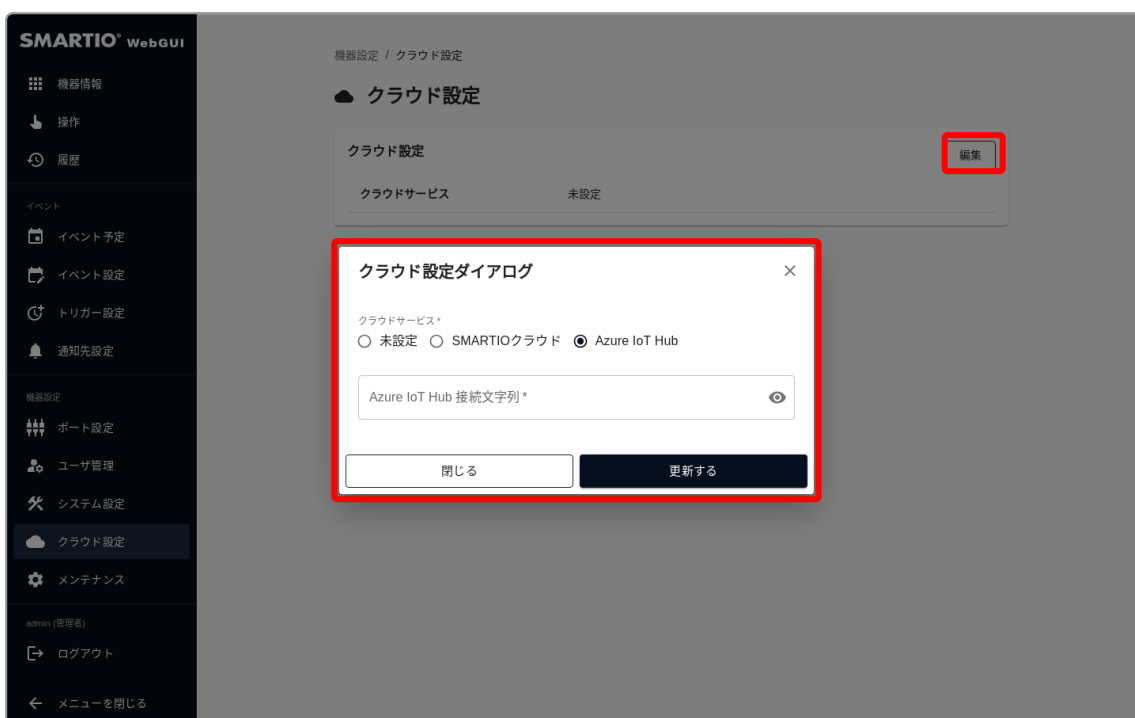 SMARTIO® WebGUI
機器情報
操作
履歴
イベント
イベント予定
イベント設定
トリガー設定
通知先設定
機器設定
ポート設定
ユーザ管理
システム設定
クラウド設定
メンテナンス
admin (管理者)
ログアウト
メニューを閉じる
機器設定 / クラウド設定
クラウド設定
クラウド設定
編集
クラウドサービス 未設定
クラウド設定ダイアログ
クラウドサービス*
未設定 SMARTIOクラウド Azure IoT Hub
Azure IoT Hub 接続文字列*
閉じる 更新する